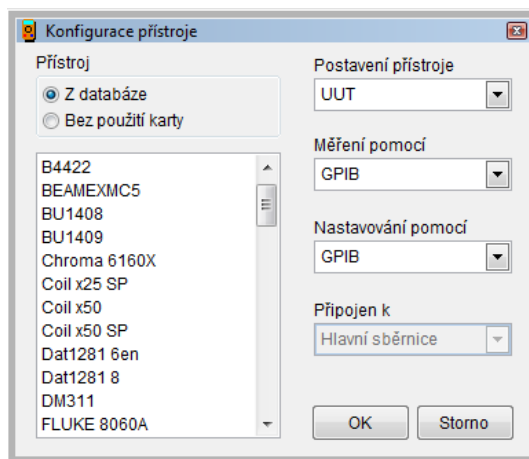 Konfigurace přístroje
Přístroj
Z databáze
Bez použití karty
B4422
BEAMEXMC5
BU1408
BU1409
Chroma 6160X
Coil x25 SP
Coil x50
Coil x50 SP
Dat1281 6en
Dat1281 8
DM311
FLUKE 8060A
Postavení přístroje
UUT
Měření pomocí
GPIB
Nastavování pomocí
GPIB
Připojen k
Hlavní sběrnice
OK
Storno